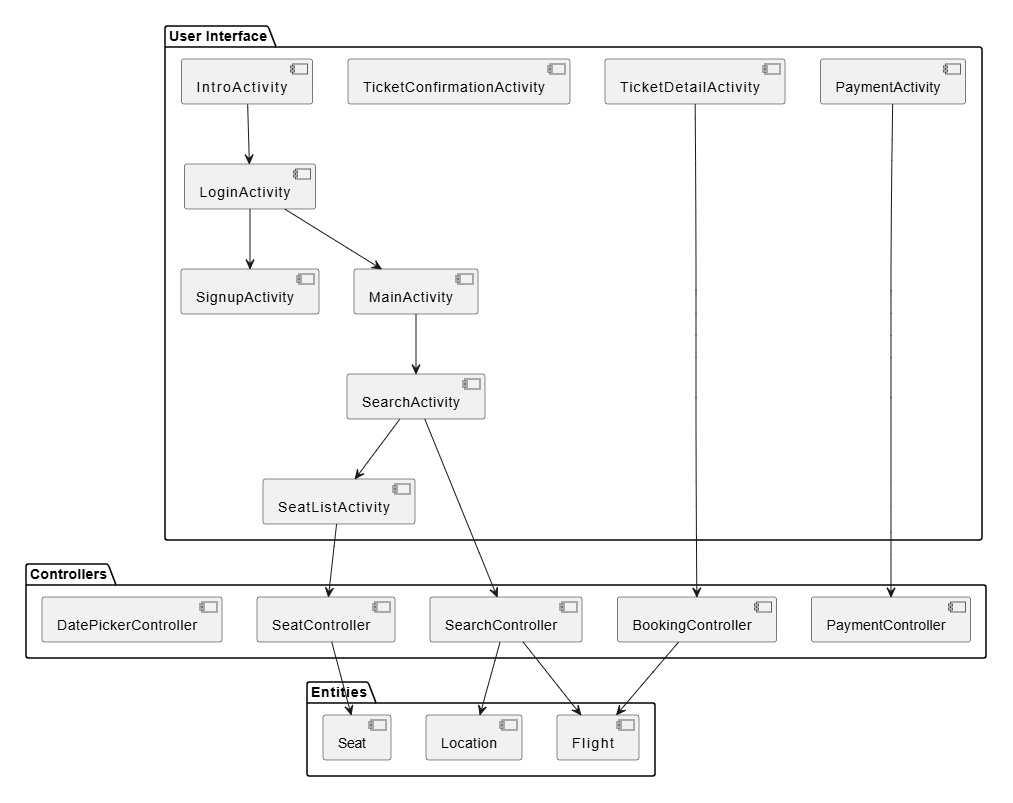 User Interface
IntroActivity
TicketConfirmationActivity
TicketDetailActivity
PaymentActivity
LoginActivity
SignupActivity
MainActivity
SearchActivity
SeatListActivity
Controllers
DatePickerController
SeatController
SearchController
BookingController
PaymentController
Entities
Seat
Location
Flight